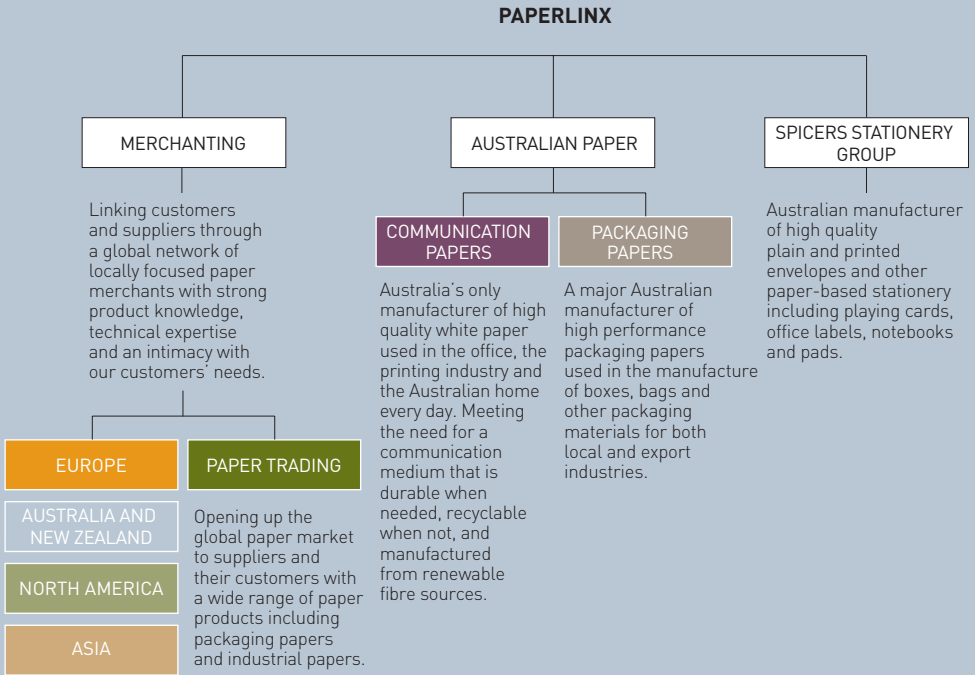 PAPERLINX
MERCHANTING
Linking customers
and suppliers through
a global network of
locally focused paper
merchants with strong
product knowledge,
technical expertise
and an intimacy with
our customers’ needs.
EUROPE
AUSTRALIA AND
NEW ZEALAND
NORTH AMERICA
ASIA
PAPER TRADING
Opening up the
global paper market
to suppliers and
their customers with
a wide range of paper
products including
packaging papers
and industrial papers.
AUSTRALIAN PAPER
COMMUNICATION
PAPERS
Australia’s only
manufacturer of high
quality white paper
used in the office, the
printing industry and
the Australian home
every day. Meeting
the need for a
communication
medium that is
durable when
needed, recyclable
when not, and
manufactured
from renewable
fibre sources.
PACKAGING
PAPERS
A major Australian
manufacturer of
high performance
packaging papers
used in the manufacture
of boxes, bags and
other packaging
materials for both
local and export
industries.
SPICERS STATIONERY
GROUP
Australian manufacturer
of high quality
plain and printed
envelopes and other
paper-based stationery
including playing cards,
office labels, notebooks
and pads.